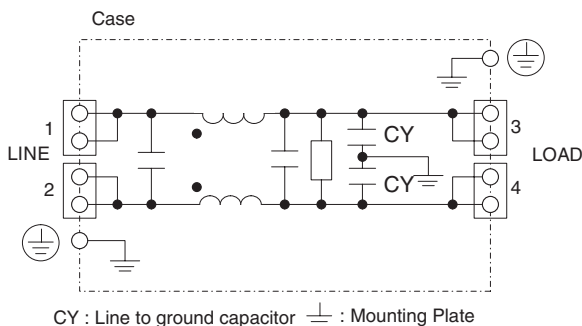 Case
1
LINE
2
CY
CY
3
LOAD
4
CY : Line to ground capacitor : Mounting Plate